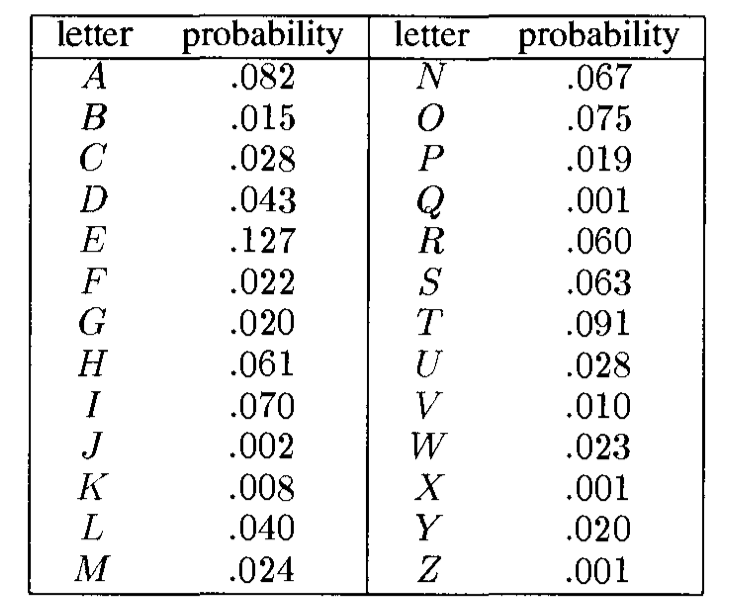 letter probability letter probability
A .082 N .067
B .015 O .075
C .028 P .019
D .043 Q .001
E .127 R .060
F .022 S .063
G .020 T .091
H .061 U .028
I .070 V .010
J .002 W .023
K .008 X .001
L .040 Y .020
M .024 Z .001